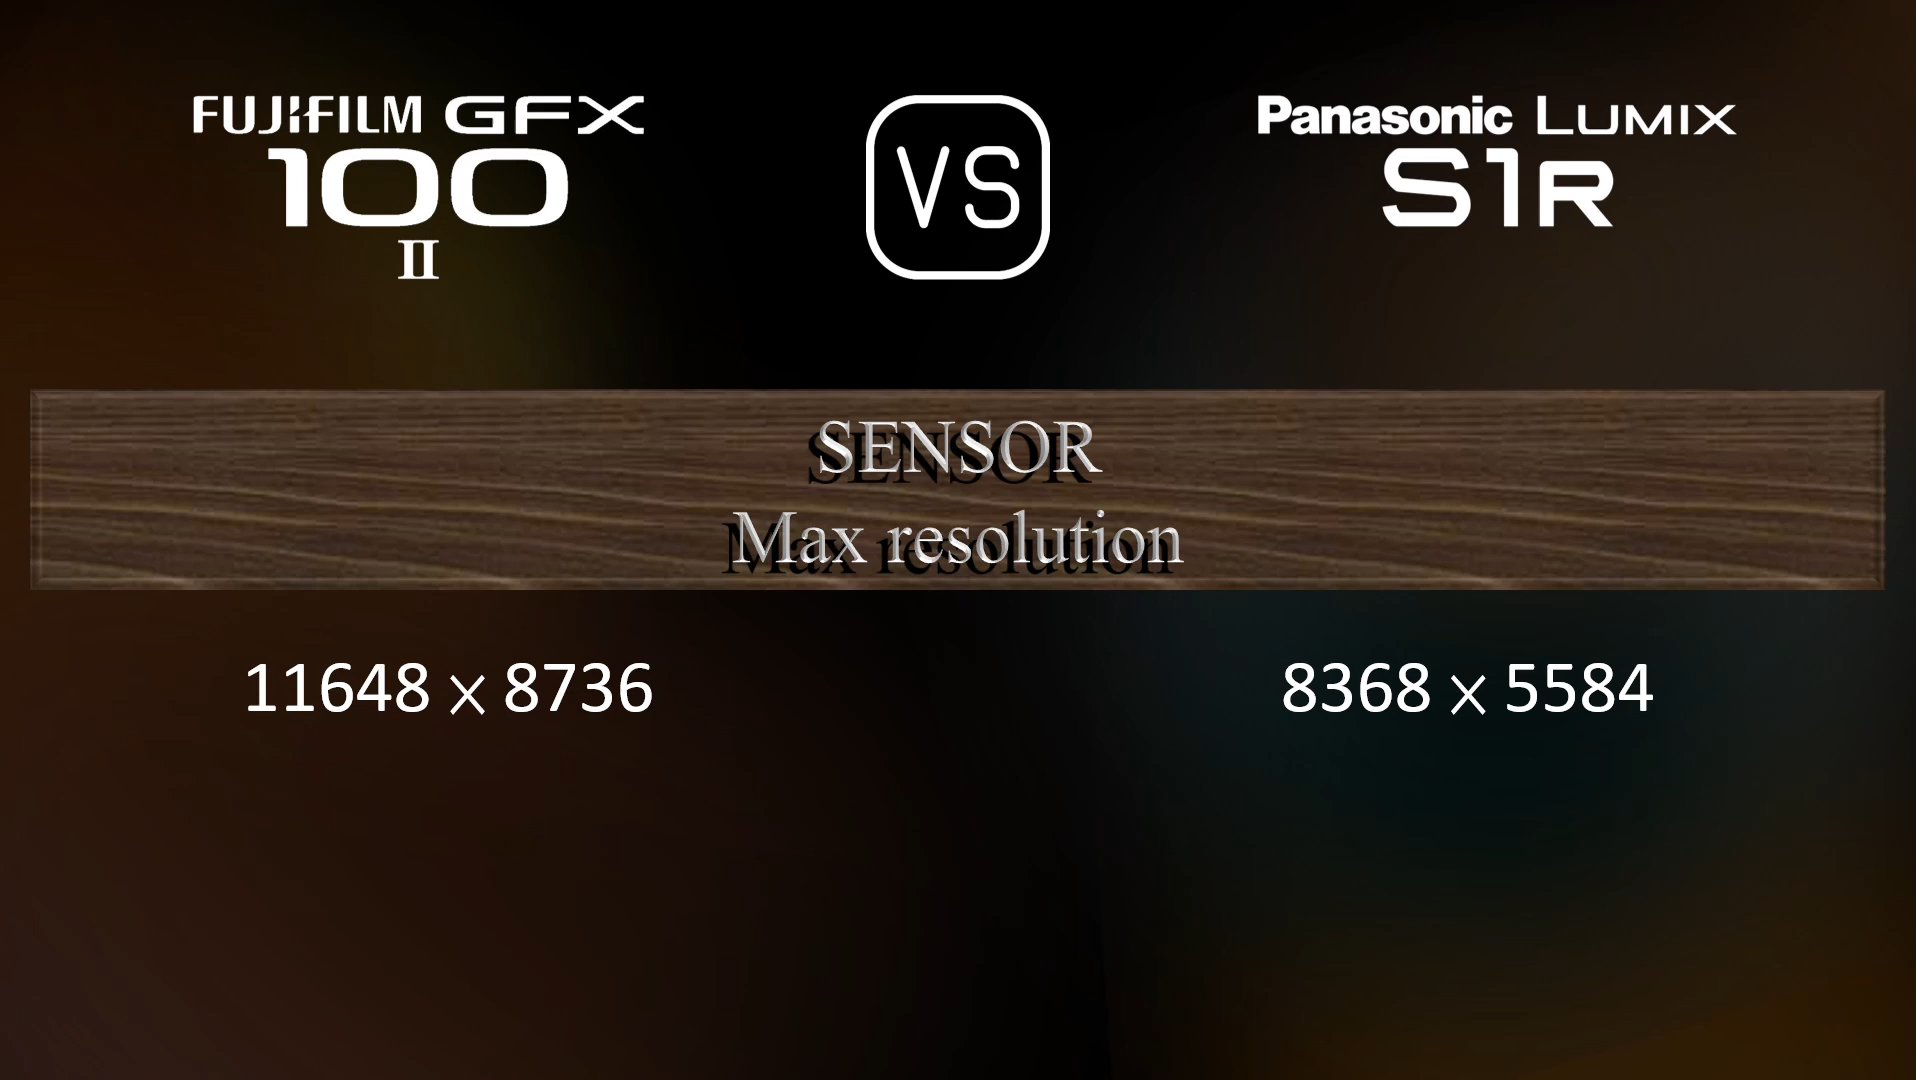 FUJIFILM GFX
100
II
VS
Panasonic LUMIX
S1R
SENSOR
Max resolution
11648 x 8736
8368 x 5584